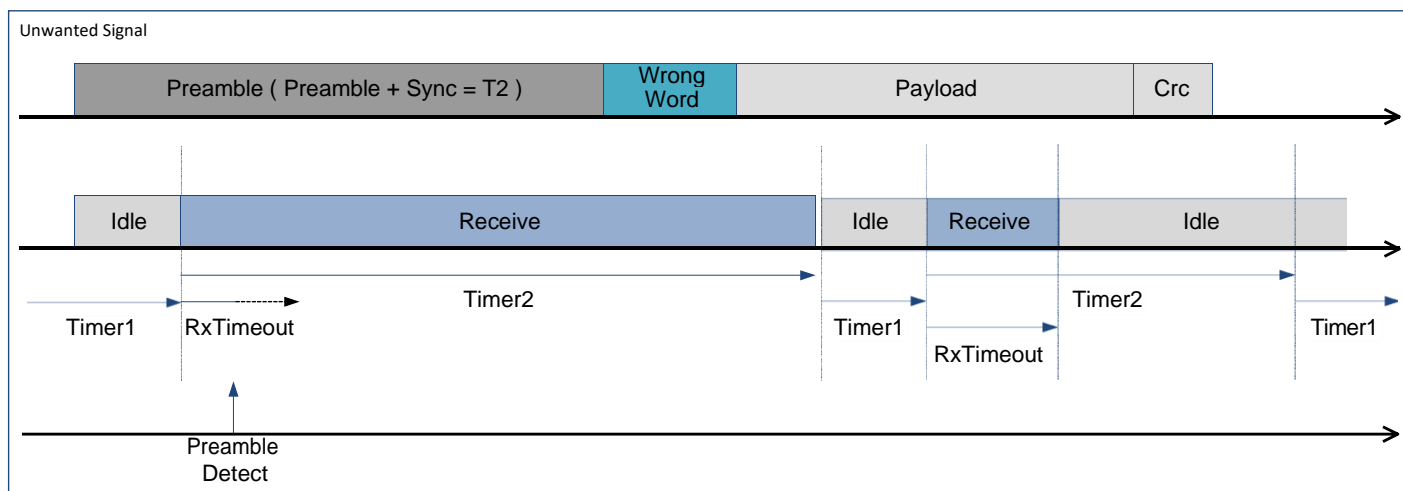 Unwanted Signal
Preamble ( Preamble + Sync = T2 )
Wrong
Word
Payload
Crc
Idle
Receive
Idle
Receive
Idle
Timer2
Timer2
Timer1
RxTimeout
Timer1
Timer1
RxTimeout
Preamble
Detect